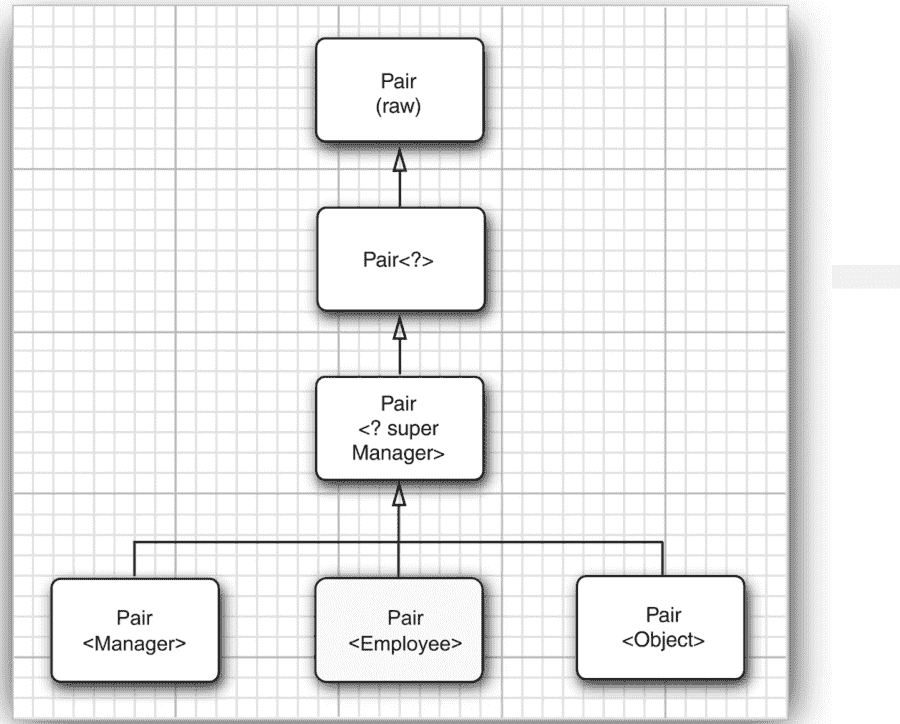 Pair
(raw)
Pair<?>
Pair
<? super
Manager>
Pair
<Manager>
Pair
<Employee>
Pair
<Object>